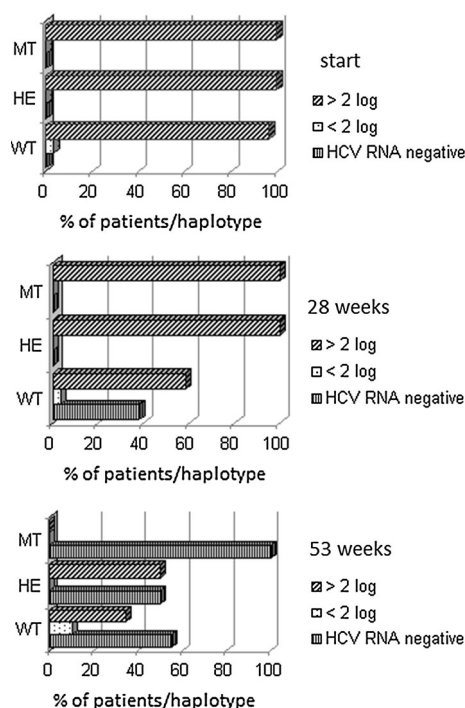 MT
HE
WT
0 20 40 60 80 100
% of patients/haplotype
start
> 2 log
< 2 log
HCV RNA negative
MT
HE
WT
0 20 40 60 80 100
% of patients/haplotype
28 weeks
> 2 log
< 2 log
HCV RNA negative
MT
HE
WT
0 20 40 60 80 100
% of patients/haplotype
53 weeks
> 2 log
< 2 log
HCV RNA negative